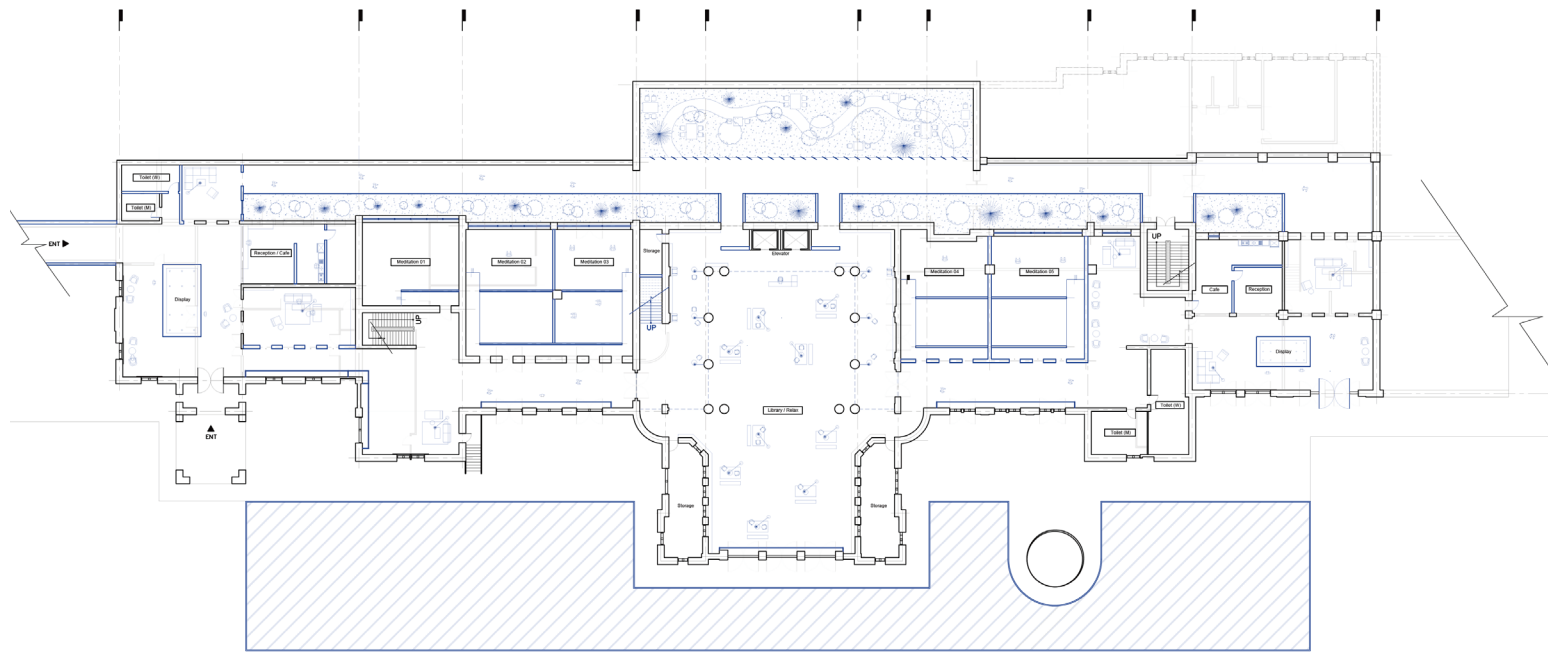 Toilet (W)
Toilet (M)
ENT
Reception / Cafe
Display
ENT
Meditation 01
UP
Meditation 02
Meditation 03
Storage
UP
Elevator
Library / Relax
Storage
Storage
Meditation 04
Meditation 05
UP
Cafe
Reception
Display
Toilet (W)
Toilet (M)